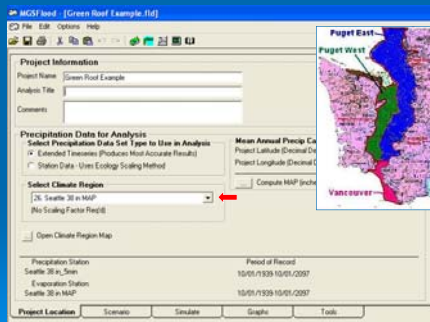 MGSFlood - [Green Roof Example.fld]
File Edit Options Help
Project Information
Project Name Green Roof Example
Analysis Title
Comments
Precipitation Data for Analysis
Select Precipitation Data Set Type to Use in Analysis
Extended Timeseries (Produces Most Accurate Results)
Station Data - Uses Ecology Scaling Method
Select Climate Region
26. Seattle 38 in MAP
(No Scaling Factor Req'd)
Open Climate Region Map
Mean Annual Precip Ca
Project Latitude (Decimal De
Project Longitude (Decimal D
... Compute MAP (inche
Puget East
Puget West
Vancouver
Precipitation Station Period of Record
Seattle 38 in_5min 10/01/1939-10/01/2097
Evaporation Station
Seattle 38 in MAP 10/01/1939-10/01/2097
Project Location Scenario Simulate Graphs Tools